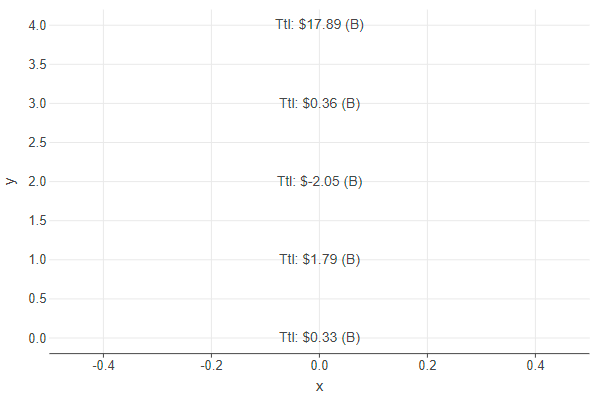 4.0
Ttl: $17.89 (B)
3.5
3.0
Ttl: $0.36 (B)
2.5
y
2.0
Ttl: $-2.05 (B)
1.5
1.0
Ttl: $1.79 (B)
0.5
0.0
Ttl: $0.33 (B)
-0.4 -0.2 0.0 0.2 0.4
x